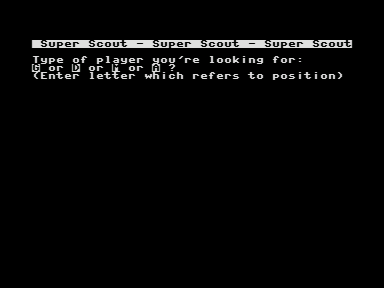 Super Scout - Super Scout - Super Scout
Type of player you're looking for:
G or D or M or A ?
(Enter letter which refers to position)